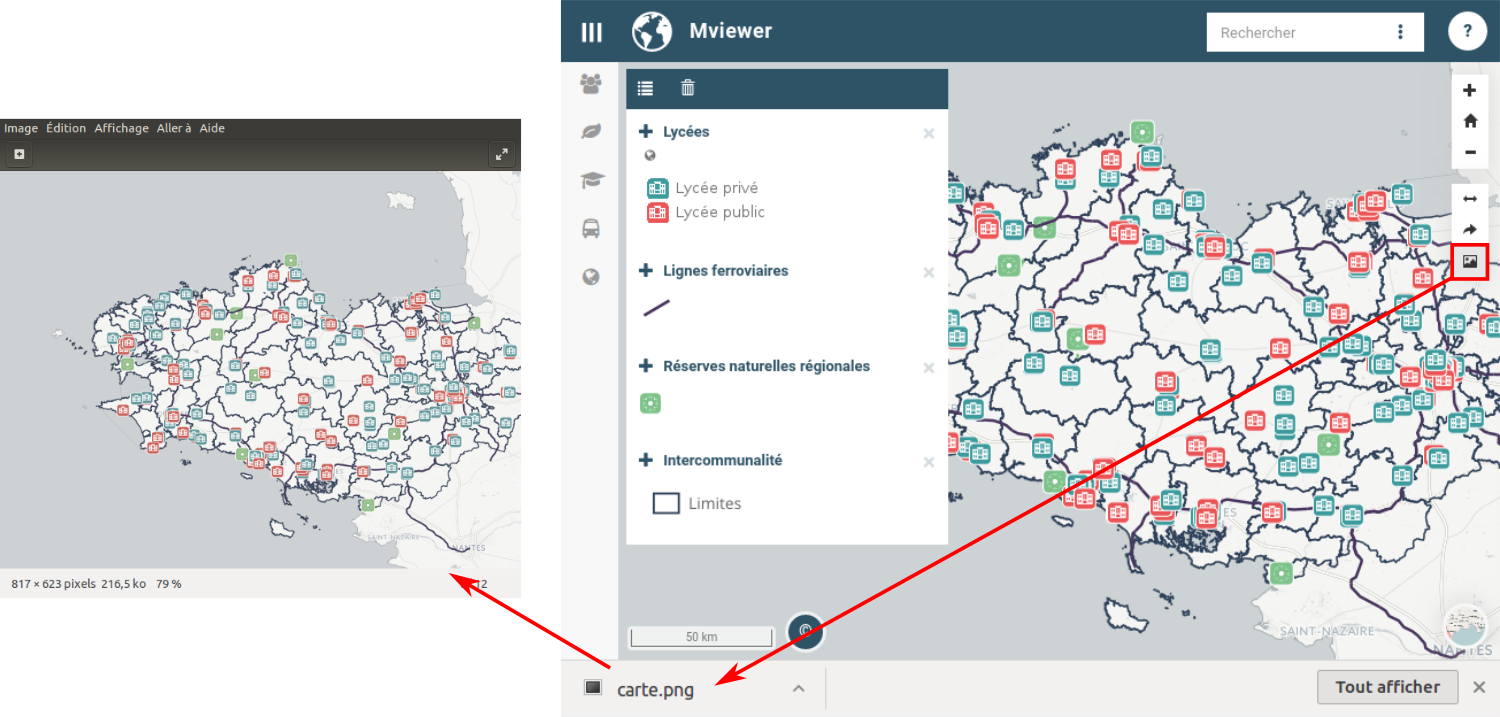 Image Édition Affichage Aller à Aide
SAINT-NAZAIRE
NANTES
817 × 623 pixels 216,5 ko 79 %
12
Mviewer
Rechercher
?
Lycées
Lycée privé
Lycée public
Lignes ferroviaires
Réserves naturelles régionales
Intercommunalité
Limites
50 km
©
SAINT-NAZAIRE
NANTES
carte.png
Tout afficher